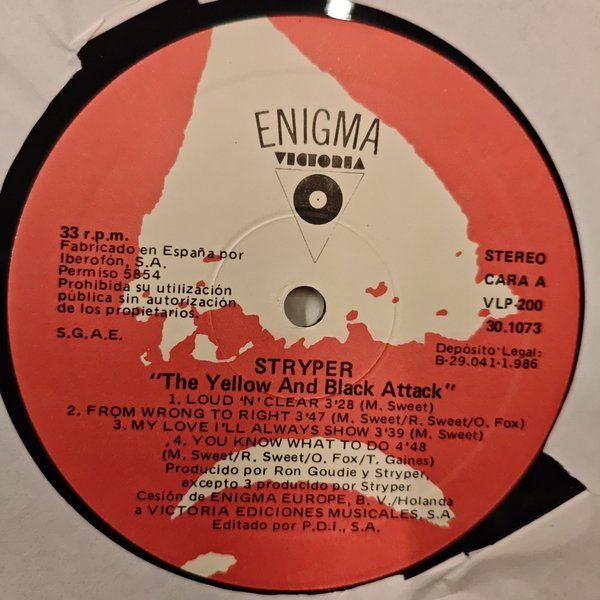 ENIGMA
VICTORIA
33 r.p.m.
Fabricado en España por
Iberofón, S.A.
Permiso 5854
Prohibida su utilización
pública sin autorización
de los propietarios.
S.G.A.E.
STEREO
CARA A
VLP-200
30.1073
Depósito Legal:
B-29.041-1.986
STRYPER
"The Yellow And Black Attack"
1. LOUD 'N' CLEAR 3'28 (M. Sweet)
2. FROM WRONG TO RIGHT 3'47 (M. Sweet/R. Sweet/O. Fox)
3. MY LOVE I'LL ALWAYS SHOW 3'39 (M. Sweet)
4. YOU KNOW WHAT TO DO 4'48
(M. Sweet/R. Sweet/O. Fox/T. Gaines)
Producido por Ron Goudie y Stryper,
excepto 3 producido por Stryper
Cesión de ENIGMA EUROPE, B. V./Holanda
a VICTORIA EDICIONES MUSICALES, S.A
Editado por P.D.I., S.A.